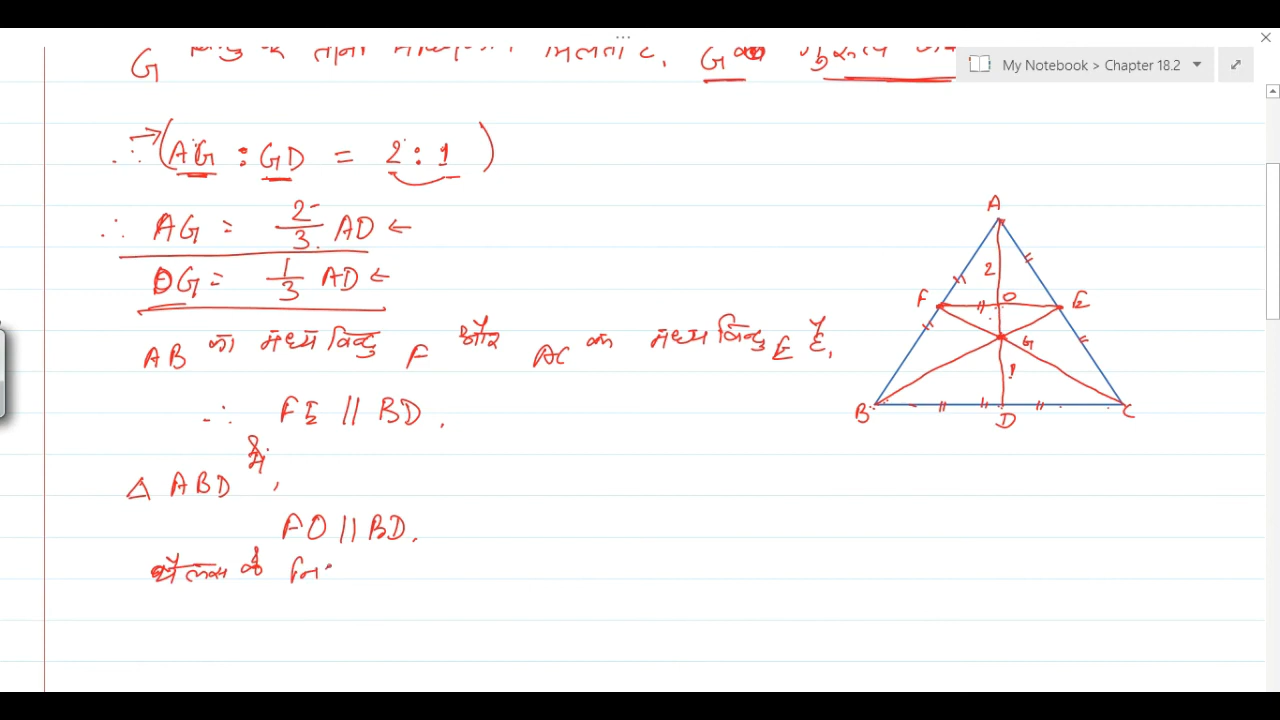 My Notebook > Chapter 18.2
G
∴ → (AG : GD = 2 : 1)
∴ AG = 2/3 AD ←
DG = 1/3 AD ←
AB का मध्य बिन्दु F और AC का मध्य बिन्दु E है,
∴ FE || BD.
△ ABD में,
FO || BD.
थैलस के नि
A
2
F
O
E
G
1
B
D
C